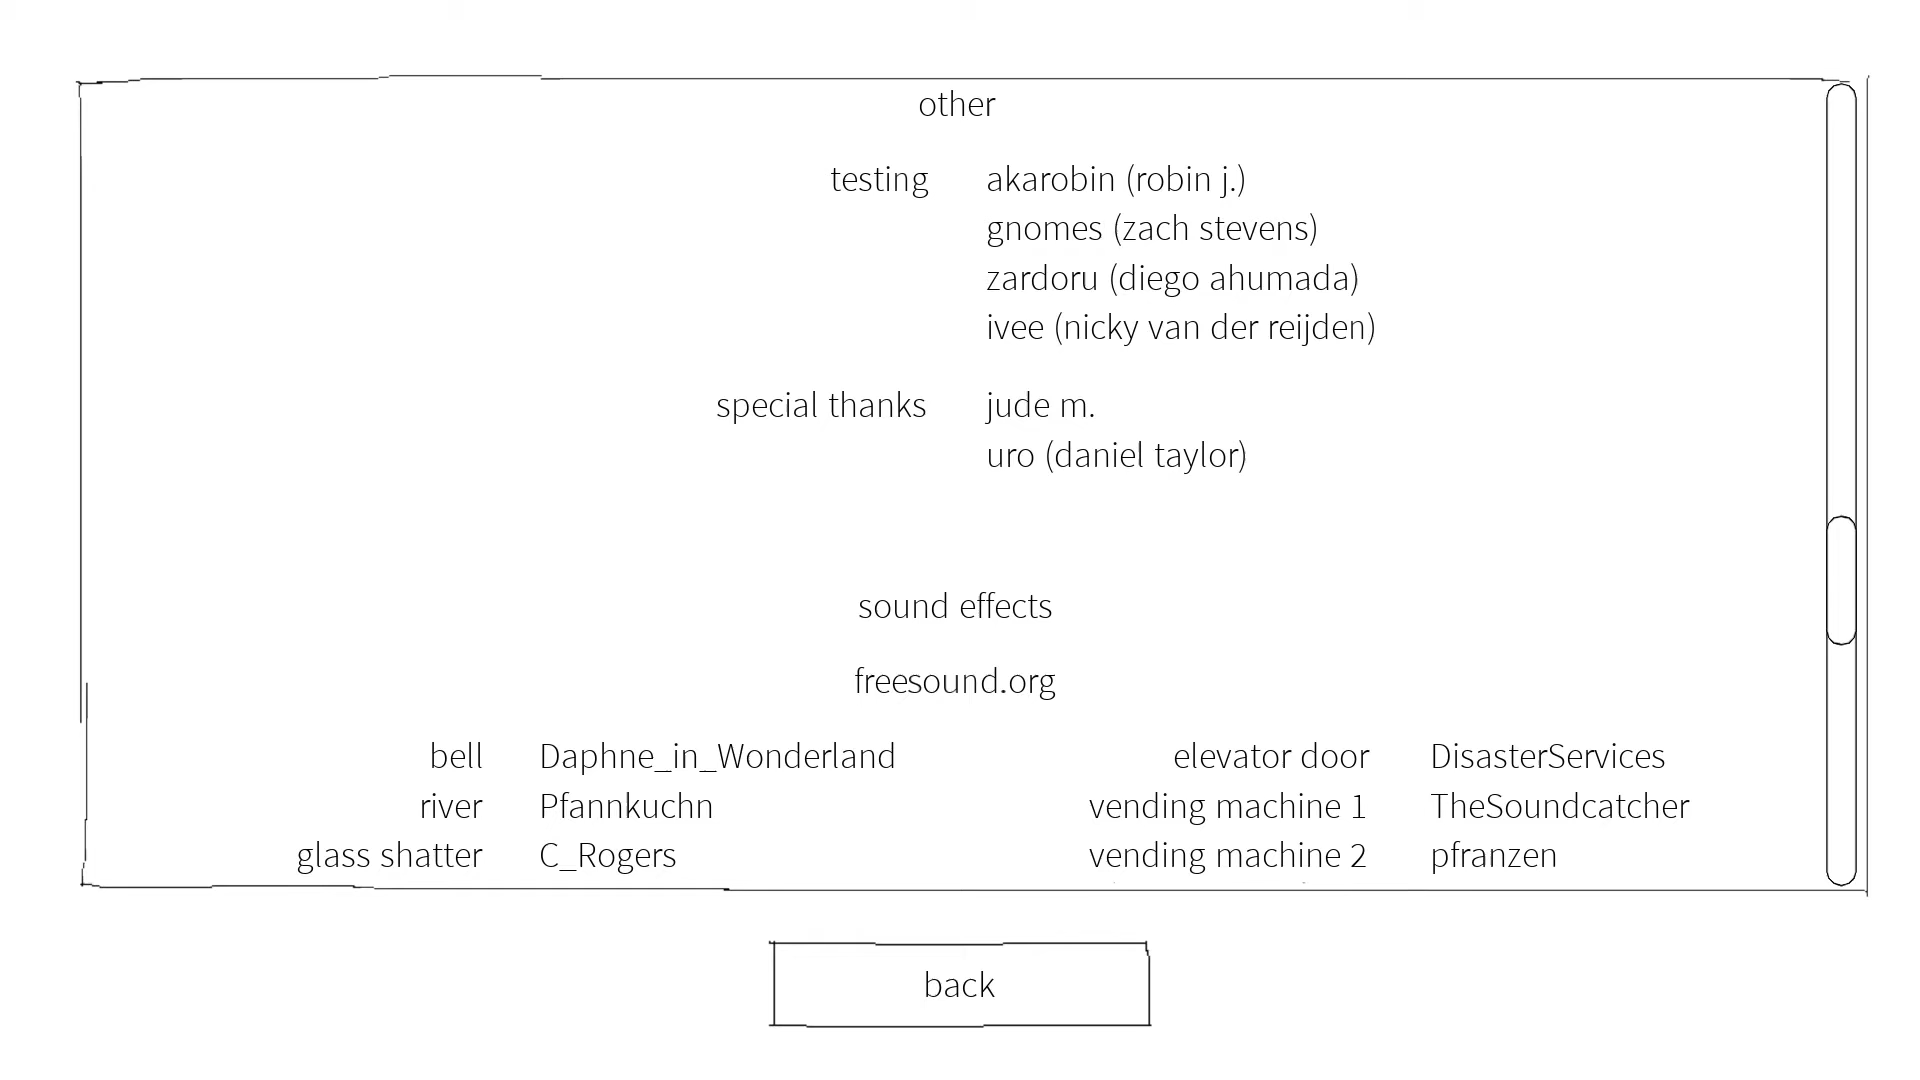 other
testing akarobin (robin j.)
gnomes (zach stevens)
zardoru (diego ahumada)
ivee (nicky van der reijden)
special thanks jude m.
uro (daniel taylor)
sound effects
freesound.org
bell Daphne_in_Wonderland elevator door DisasterServices
river Pfannkuchn vending machine 1 TheSoundcatcher
glass shatter C_Rogers vending machine 2 pfranzen
back